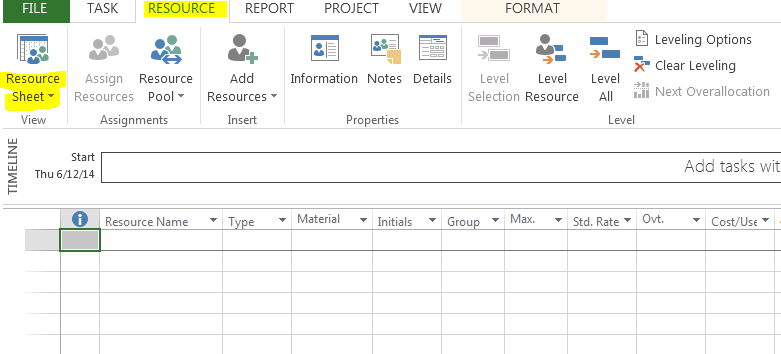 FILE TASK RESOURCE REPORT PROJECT VIEW FORMAT
Resource Sheet
Assign Resources
Resource Pool
Add Resources
Information
Notes
Details
Level Selection
Level Resource
Level All
Leveling Options
Clear Leveling
Next Overallocation
View Assignments Insert Properties Level
TIMELINE
Start
Thu 6/12/14
Add tasks wit
Resource Name Type Material Initials Group Max. Std. Rate Ovt. Cost/Use